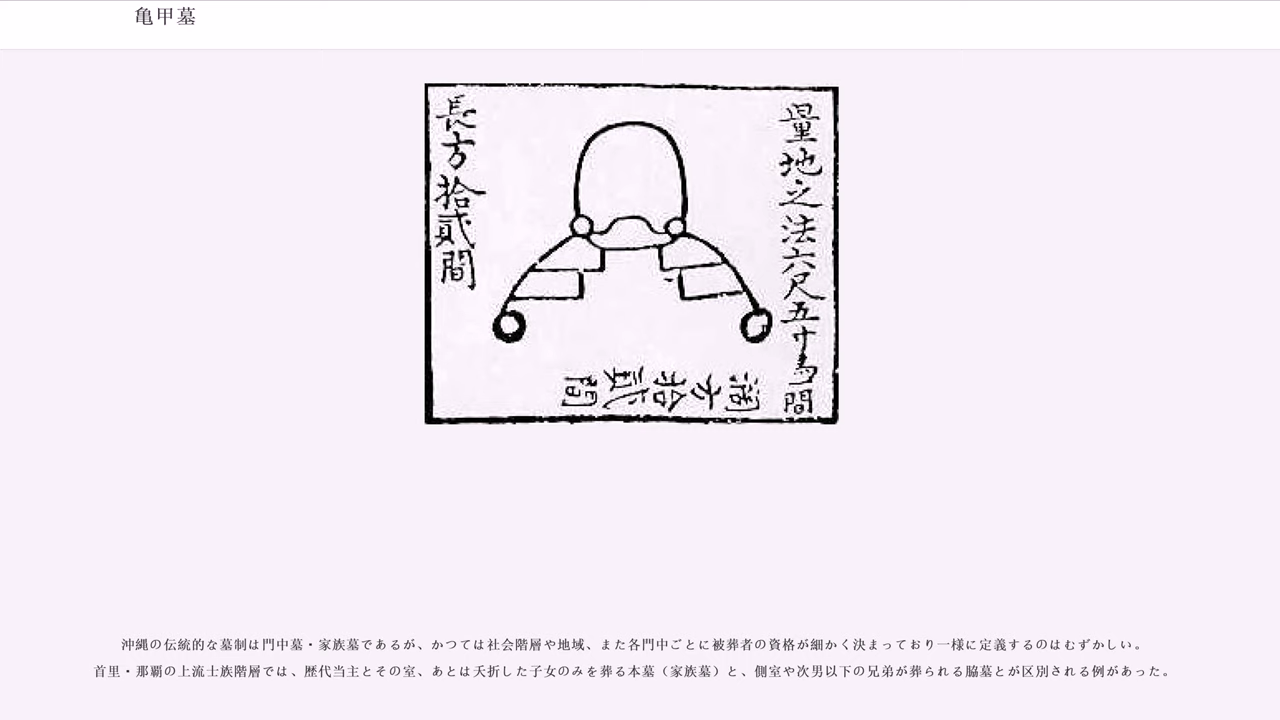 亀甲墓
量地之法六尺五寸為間
長方拾貳間
濶方拾貳間
沖縄の伝統的な墓制は門中墓・家族墓であるが、かつては社会階層や地域、また各門中ごとに被葬者の資格が細かく決まっており一様に定義するのはむずかしい。
首里・那覇の上流士族階層では、歴代当主とその室、あとは夭折した子女のみを葬る本墓（家族墓）と、側室や次男以下の兄弟が葬られる脇墓とが区別される例があった。